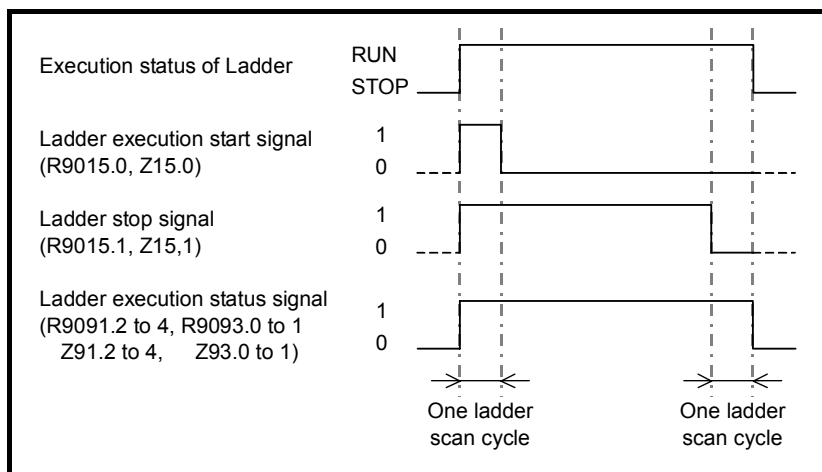 Execution status of Ladder
RUN
STOP
Ladder execution start signal
(R9015.0, Z15.0)
1
0
Ladder stop signal
(R9015.1, Z15,1)
1
0
Ladder execution status signal
(R9091.2 to 4, R9093.0 to 1
Z91.2 to 4, Z93.0 to 1)
1
0
One ladder
scan cycle
One ladder
scan cycle